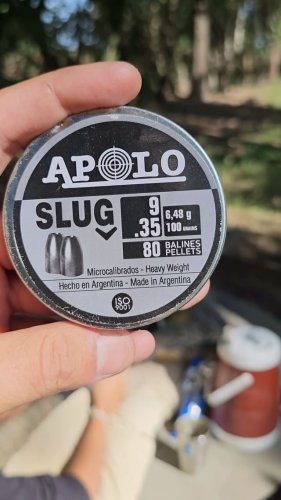 APOLO
SLUG
9
.35
6,48 g
100 GRAINS
80 BALINES
PELLETS
Microcalibrados - Heavy Weight
Hecho en Argentina - Made in Argentina
ISO
9001